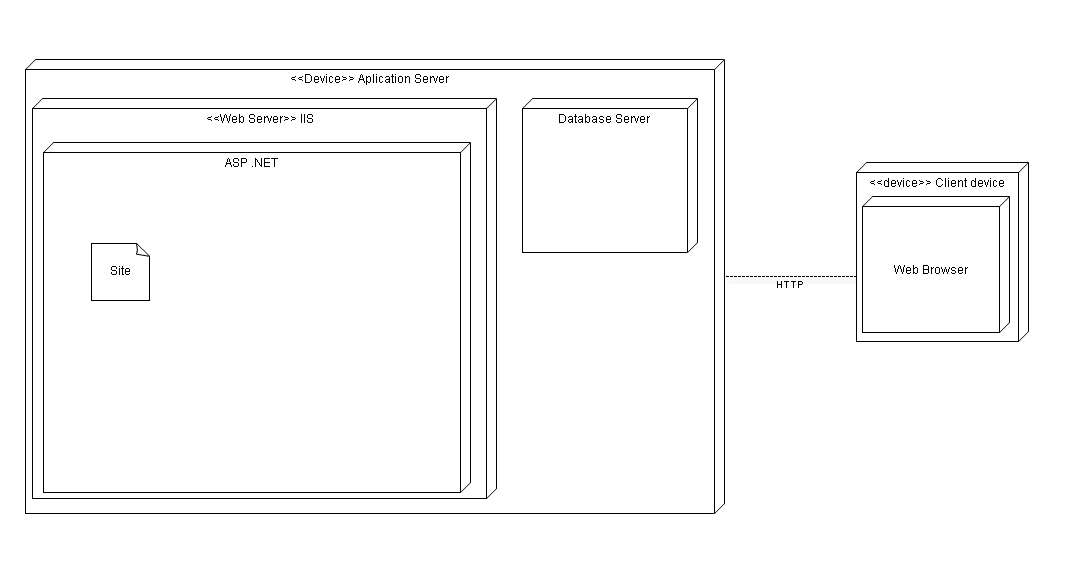 <<Device>> Aplication Server
<<Web Server>> IIS
Database Server
ASP .NET
Site
<<device>> Client device
Web Browser
HTTP